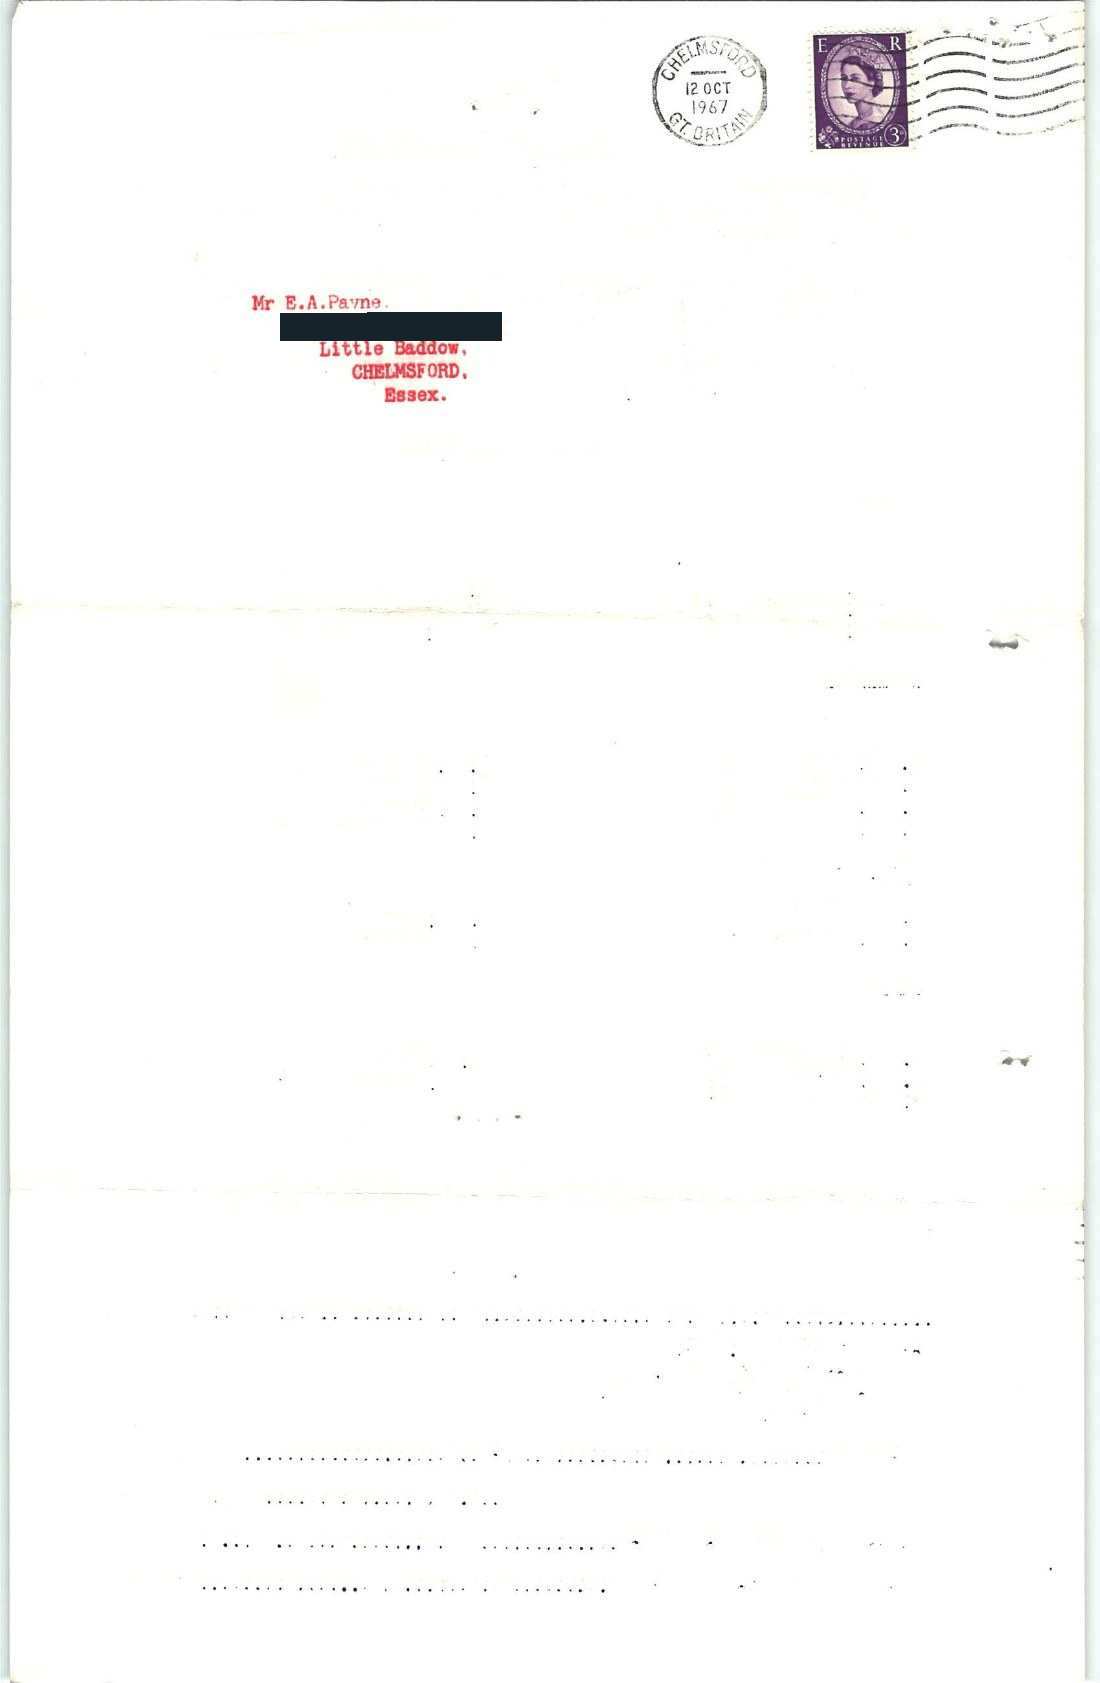 CHELMSFORD
12 OCT
1967
GT. BRITAIN
E R
POSTAGE
REVENUE
3D
Mr E.A.Payne.
Little Baddow,
CHELMSFORD,
Essex.